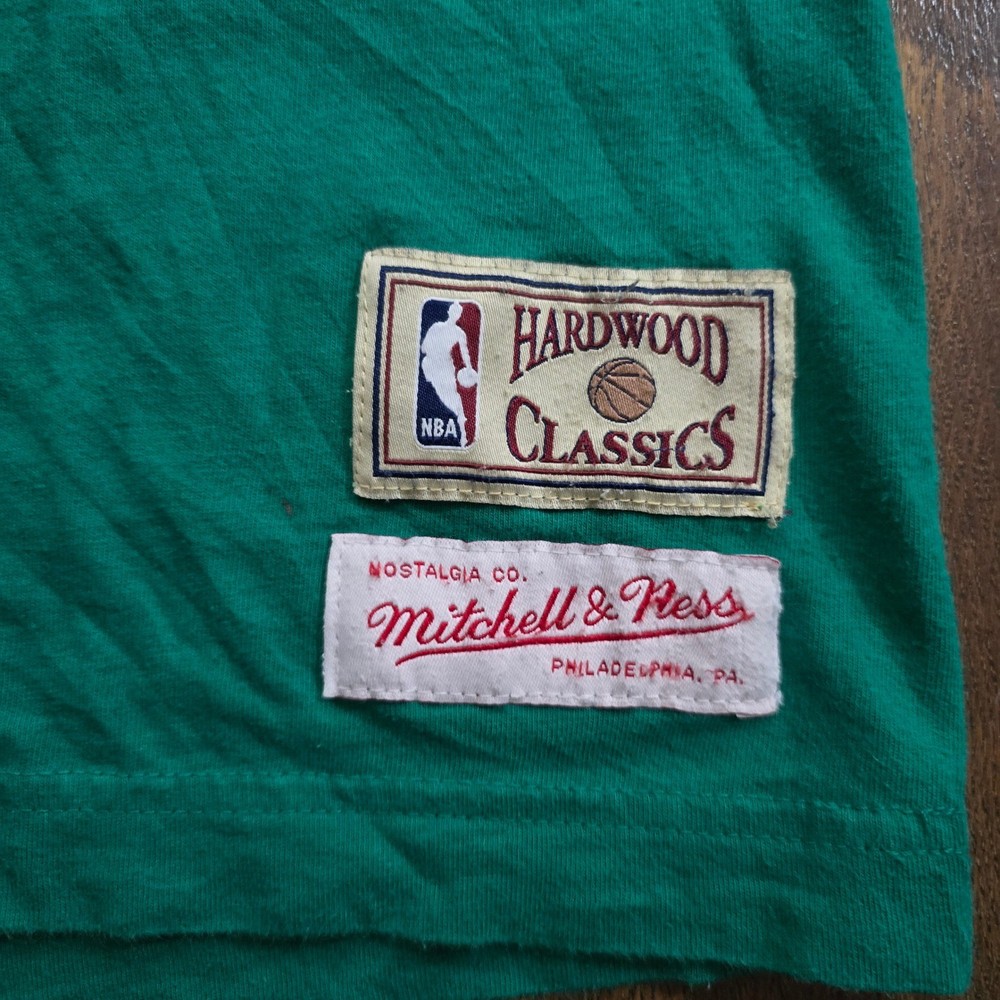 NBA
HARDWOOD
CLASSICS
NOSTALGIA CO.
Mitchell & Ness
PHILADELPHIA, PA.